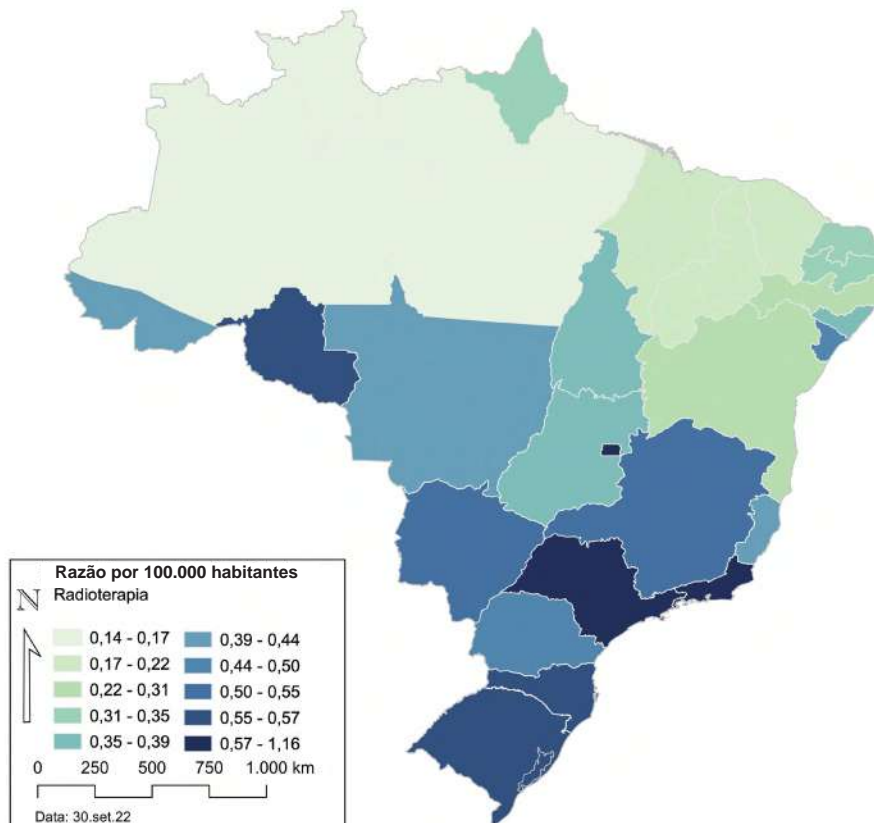 Razão por 100.000 habitantes
N Radioterapia
0,14 - 0,17 0,39 - 0,44
0,17 - 0,22 0,44 - 0,50
0,22 - 0,31 0,50 - 0,55
0,31 - 0,35 0,55 - 0,57
0,35 - 0,39 0,57 - 1,16
0 250 500 750 1.000 km
Data: 30.set.22